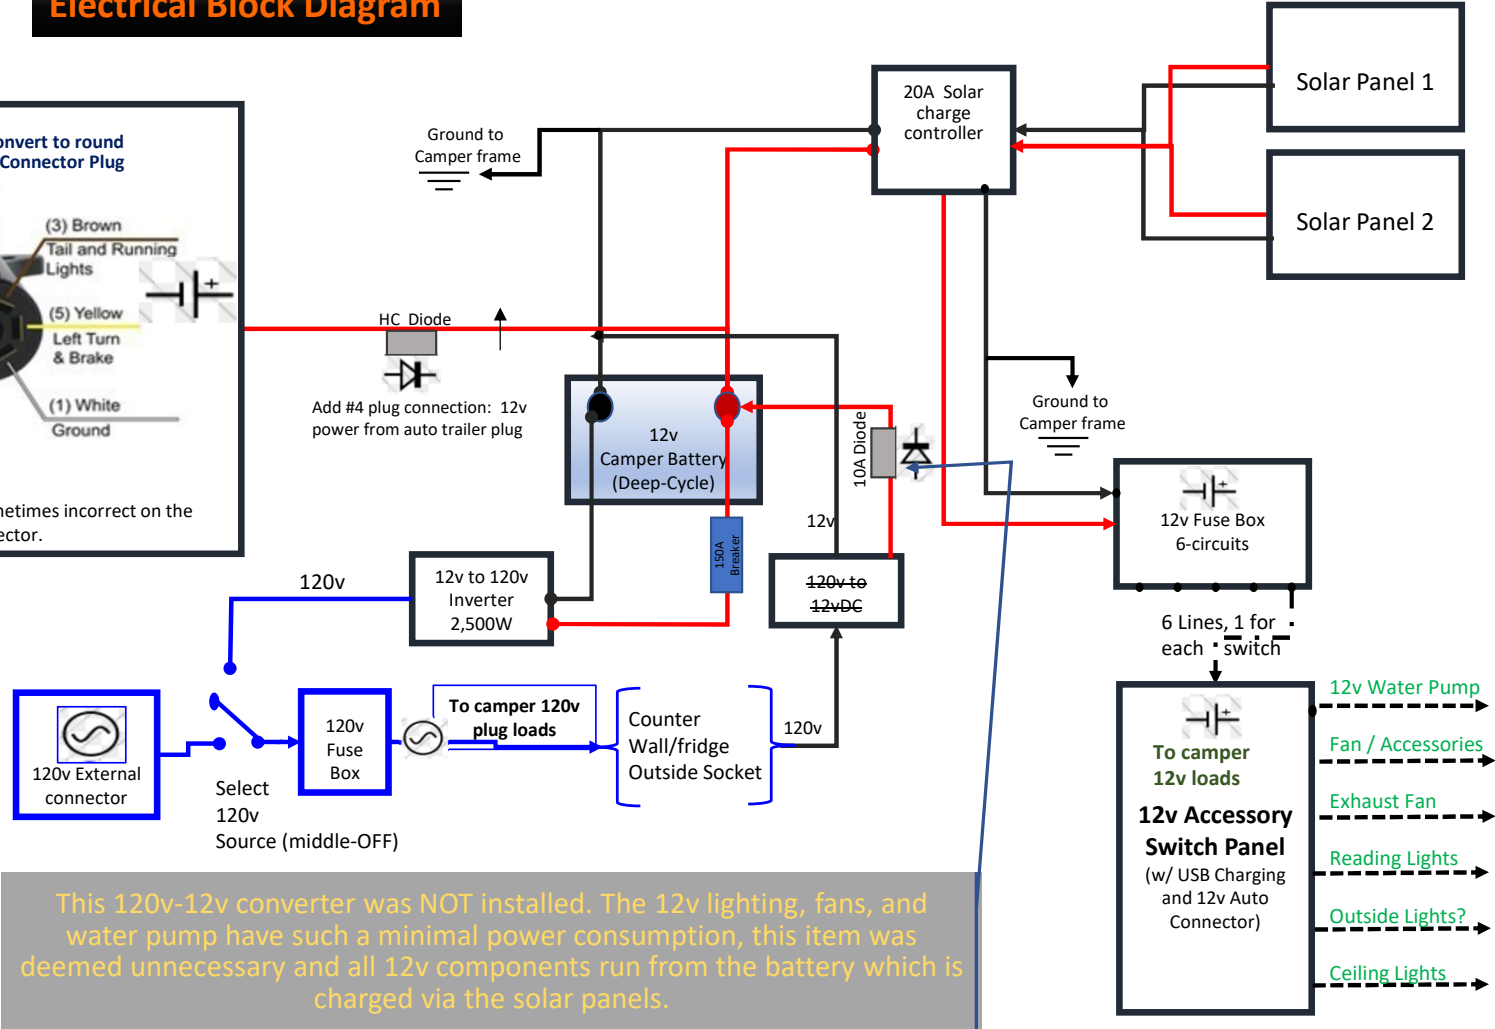 Electrical Block Diagram
onvert to round
Connector Plug
(3) Brown
Tail and Running
Lights
(5) Yellow
Left Turn
& Brake
(1) White
Ground
netimes incorrect on the
ector.
Ground to
Camper frame
HC Diode
Add #4 plug connection: 12v
power from auto trailer plug
20A Solar
charge
controller
Solar Panel 1
Solar Panel 2
12v
Camper Battery
(Deep-Cycle)
10A Diode
Ground to
Camper frame
150A
Breaker
12v
120v to
12vDC
12v Fuse Box
6-circuits
6 Lines, 1 for
each switch
120v
12v to 120v
Inverter
2,500W
120v External
connector
Select
120v
Source (middle-OFF)
120v
Fuse
Box
To camper 120v
plug loads
Counter
Wall/fridge
Outside Socket
120v
To camper
12v loads
12v Accessory
Switch Panel
(w/ USB Charging
and 12v Auto
Connector)
12v Water Pump
Fan / Accessories
Exhaust Fan
Reading Lights
Outside Lights?
Ceiling Lights
This 120v-12v converter was NOT installed. The 12v lighting, fans, and
water pump have such a minimal power consumption, this item was
deemed unnecessary and all 12v components run from the battery which is
charged via the solar panels.